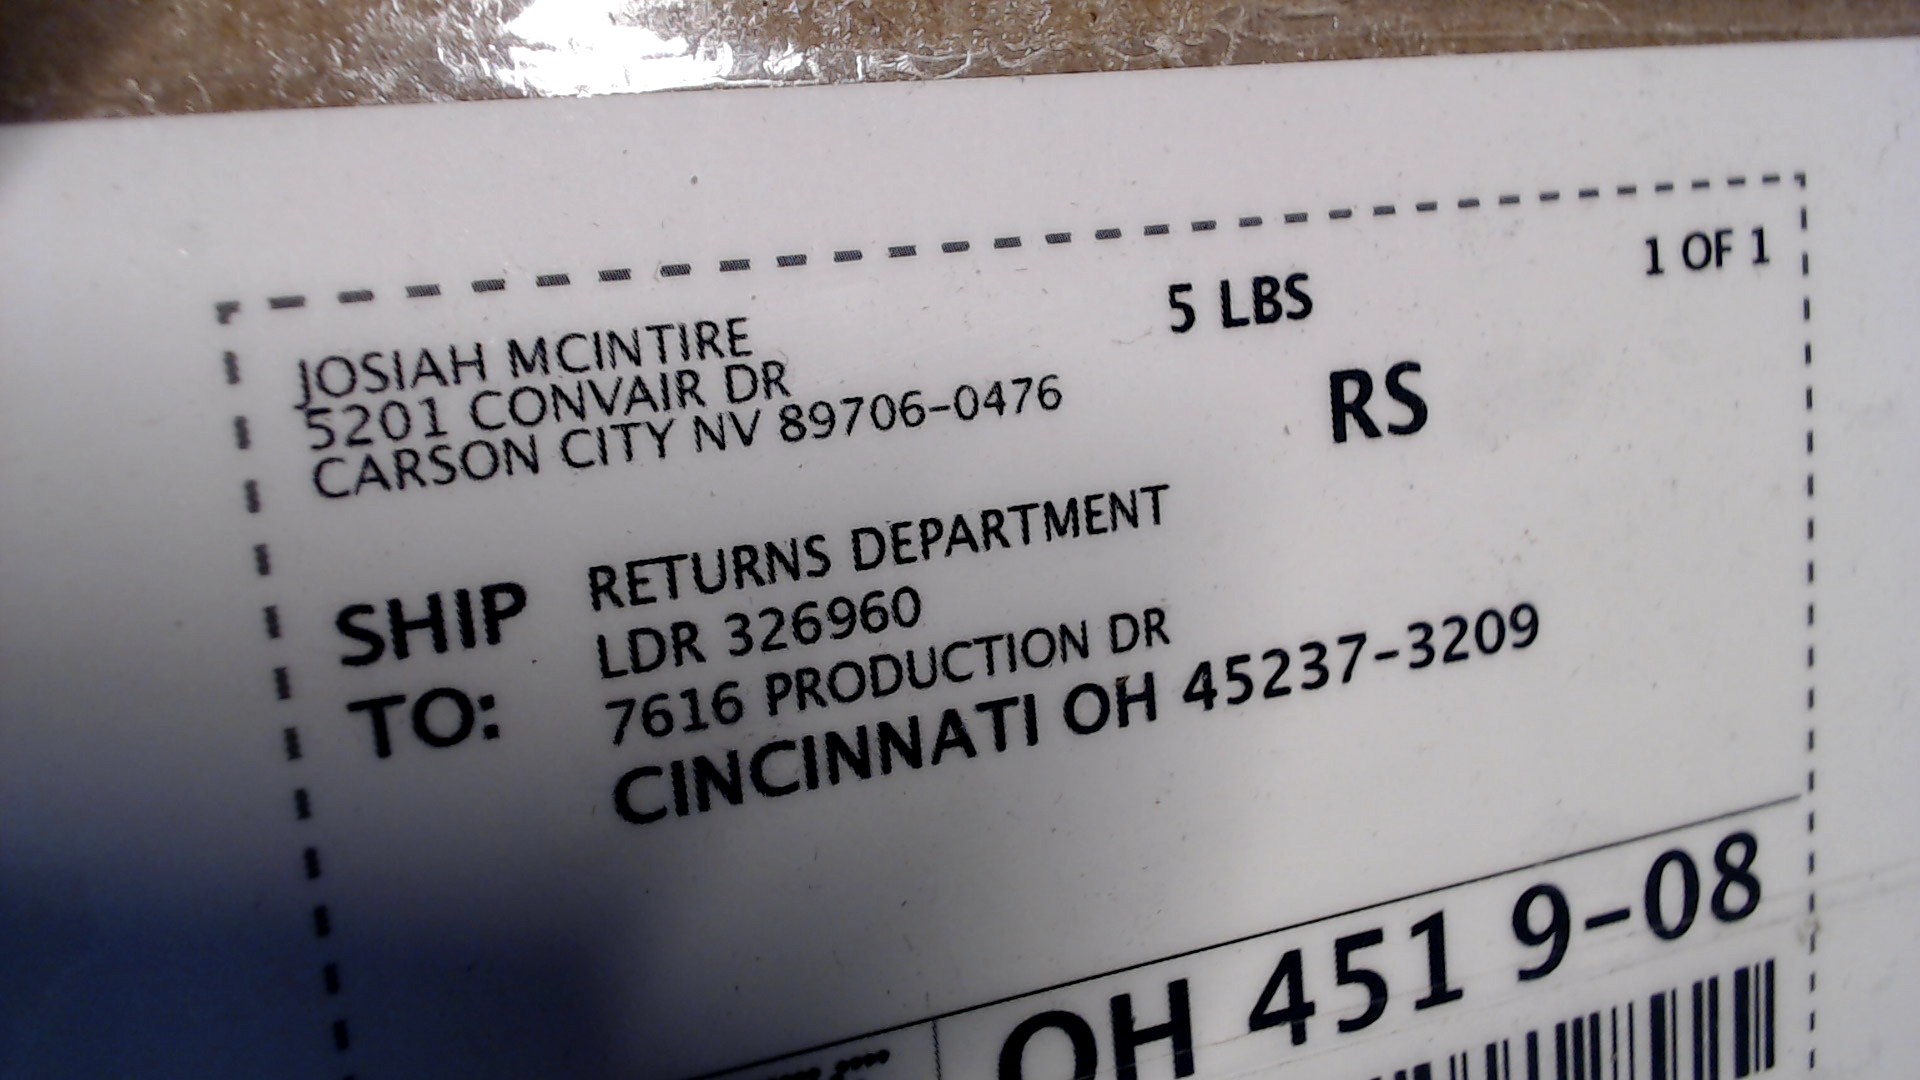 JOSIAH MCINTIRE
5201 CONVAIR DR
CARSON CITY NV 89706-0476
5 LBS
1 OF 1
RS
SHIP TO:
RETURNS DEPARTMENT
LDR 326960
7616 PRODUCTION DR
CINCINNATI OH 45237-3209
OH 451 9-08